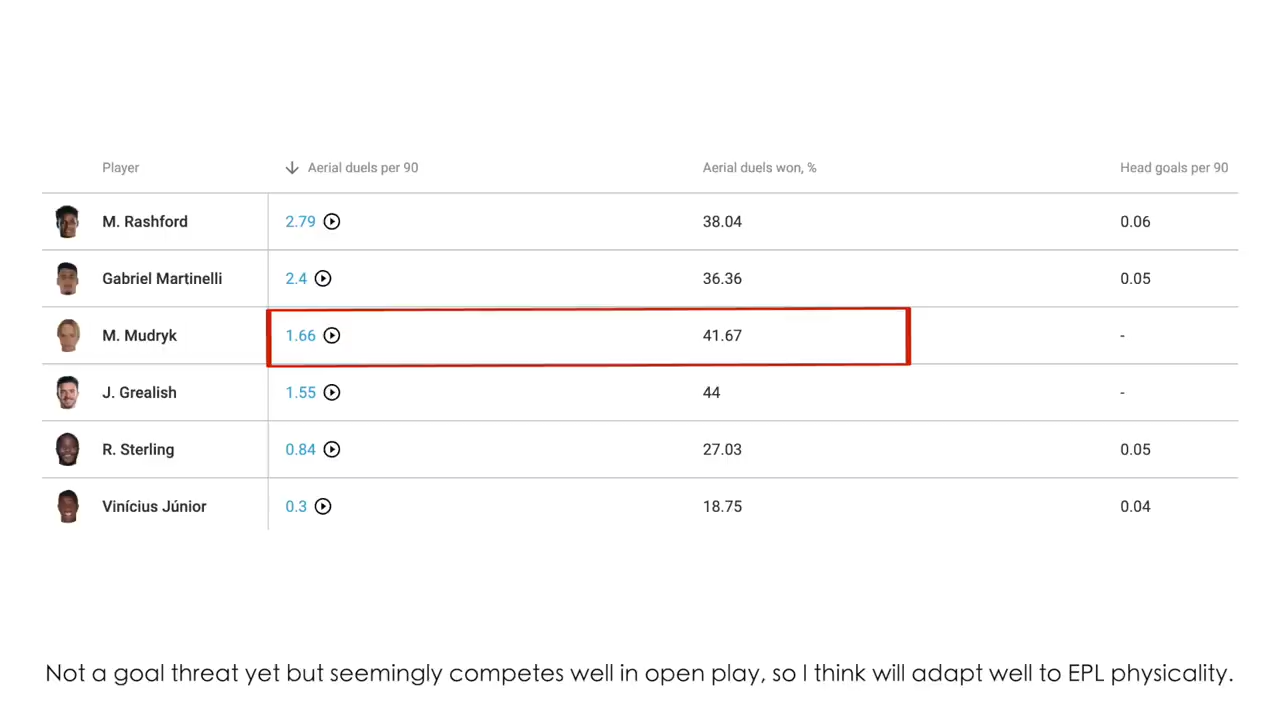 Player Aerial duels per 90 Aerial duels won, % Head goals per 90
M. Rashford 2.79 38.04 0.06
Gabriel Martinelli 2.4 36.36 0.05
M. Mudryk 1.66 41.67 -
J. Grealish 1.55 44 -
R. Sterling 0.84 27.03 0.05
Vinícius Júnior 0.3 18.75 0.04
Not a goal threat yet but seemingly competes well in open play, so I think will adapt well to EPL physicality.